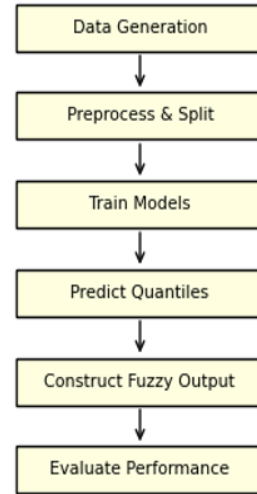 Data Generation
Preprocess & Split
Train Models
Predict Quantiles
Construct Fuzzy Output
Evaluate Performance